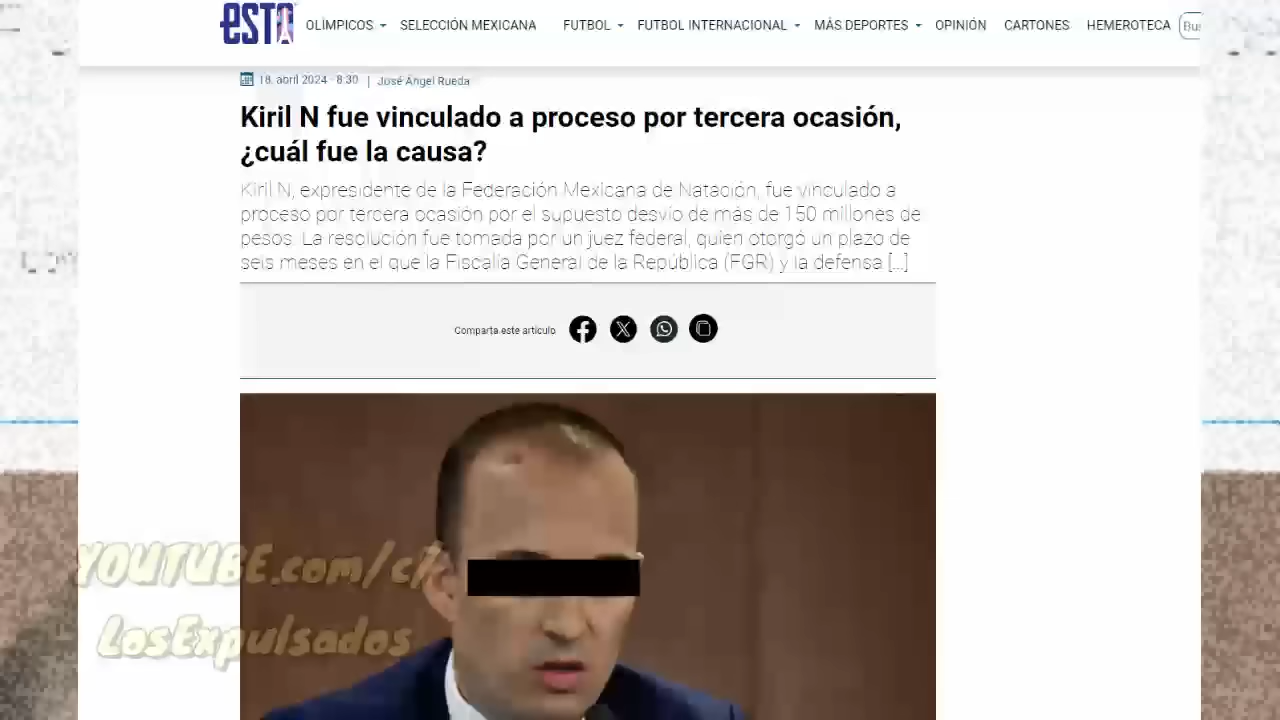 esto
OLÍMPICOS SELECCIÓN MEXICANA FUTBOL FUTBOL INTERNACIONAL MÁS DEPORTES OPINIÓN CARTONES HEMEROTECA Bus
18, abril 2024 - 8:30 | José Ángel Rueda
Kiril N fue vinculado a proceso por tercera ocasión,
¿cuál fue la causa?
Kiril N, expresidente de la Federación Mexicana de Natación, fue vinculado a
proceso por tercera ocasión por el supuesto desvío de más de 150 millones de
pesos. La resolución fue tomada por un juez federal, quien otorgó un plazo de
seis meses en el que la Fiscalía General de la República (FGR) y la defensa [...]
Comparta este artículo
YOUTUBE.com/c/
LosExpulsados